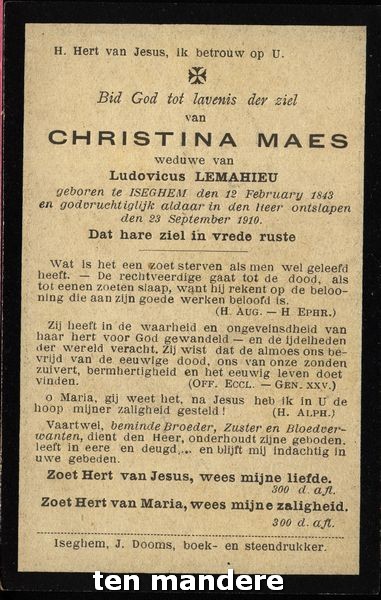 H. Hert van Jesus, ik betrouw op U.
Bid God tot lavenis der ziel
van
CHRISTINA MAES
weduwe van
Ludovicus LEMAHIEU
geboren te ISEGHEM den 12 February 1843
en godvruchtiglijk aldaar in den Heer ontslapen
den 23 September 1910.
Dat hare ziel in vrede ruste
Wat is het een zoet sterven als men wel geleefd
heeft. — De rechtveerdige gaat tot de dood, als
tot eenen zoeten slaap, want hij rekent op de beloo-
ning die aan zijn goede werken beloofd is.
(H. AUG. — H EPHR.)
Zij heeft in de waarheid en ongeveinsdheid van
haar hert voor God gewandeld — en de ijdelheden
der wereld veracht. Zij wist dat de almoes ons be-
vrijd van de eeuwige dood, ons van onze zonden
zuivert, bermhertigheid en het eeuwig leven doet
vinden. (OFF. ECCL. — GEN. XXV.)
o Maria, gij weet het, na Jesus heb ik in U de
hoop mijner zaligheid gesteld ! (H. ALPH.)
Vaartwel, beminde Broeder, Zuster en Bloedver-
wanten, dient den Heer, onderhoudt zijne geboden.
leeft in eere en deugd,... en blijft mij indachtig in
uwe gebeden.
Zoet Hert van Jesus, wees mijne liefde.
300 d. afl.
Zoet Hert van Maria, wees mijne zaligheid.
300 d. afl.
Iseghem, J. Dooms, boek- en steendrukker.
ten mandere